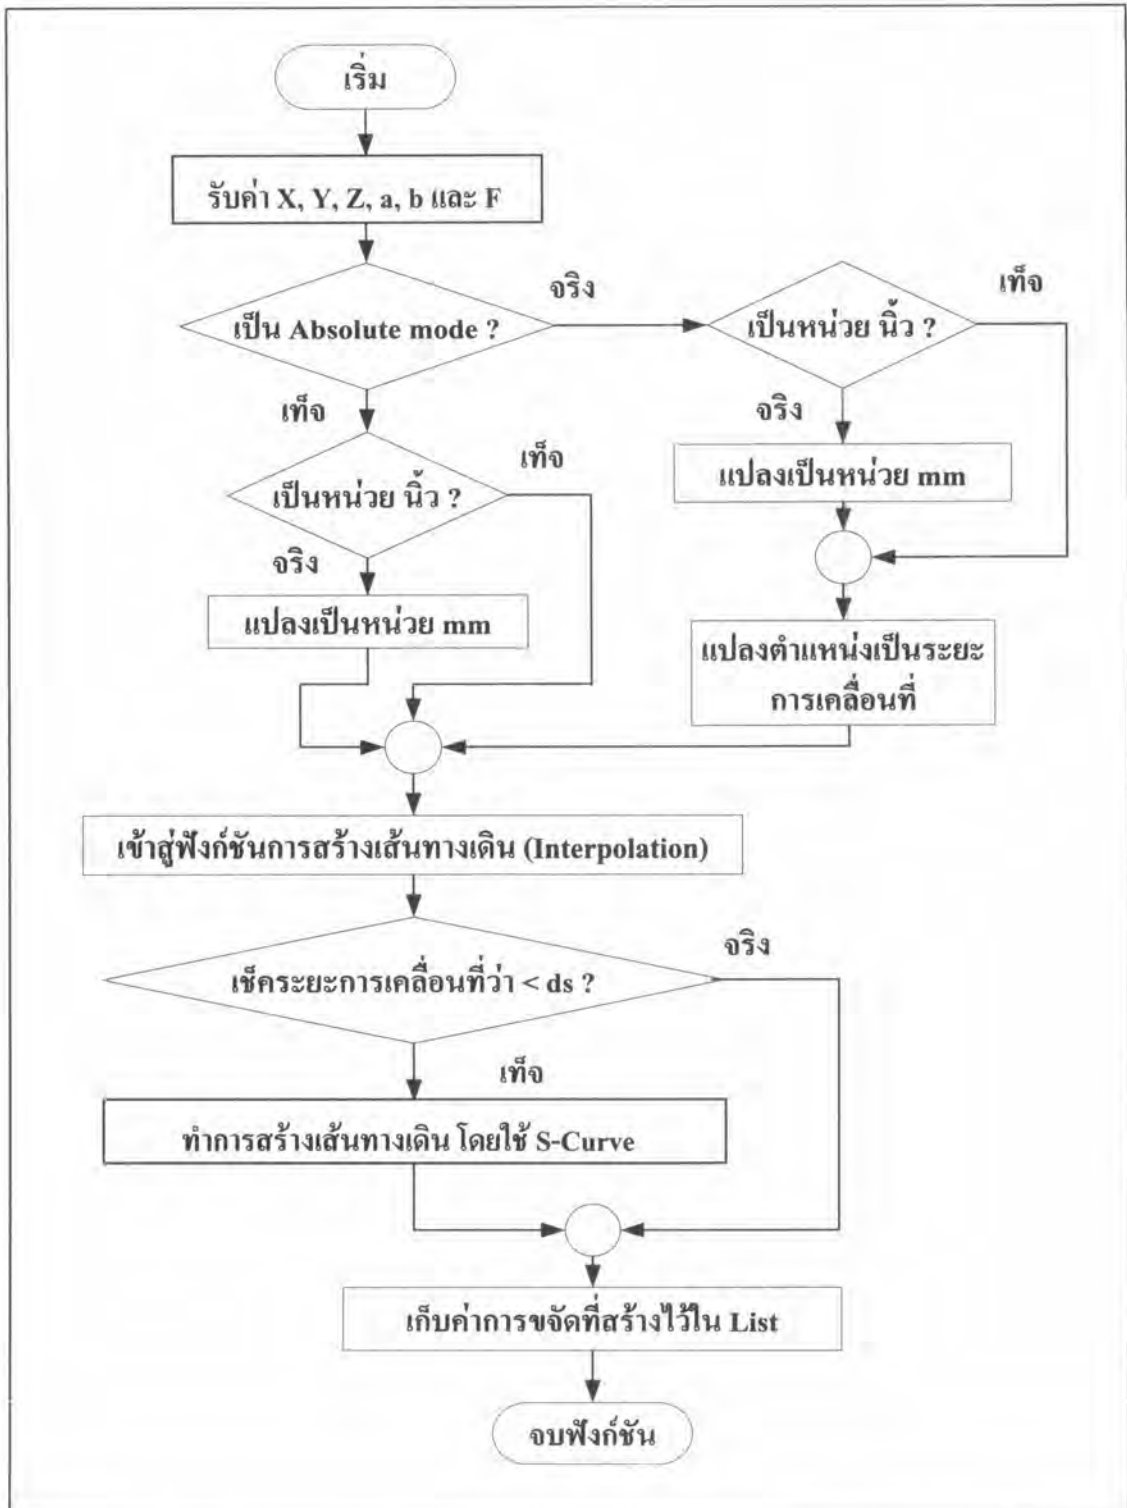 เริ่ม
รับค่า X, Y, Z, a, b และ F
เป็น Absolute mode ?
จริง
เป็นหน่วย นิ้ว ?
เท็จ
เท็จ
จริง
เป็นหน่วย นิ้ว ?
เท็จ
แปลงเป็นหน่วย mm
จริง
แปลงเป็นหน่วย mm
แปลงตำแหน่งเป็นระยะ
การเคลื่อนที่
เข้าสู่ฟังก์ชันการสร้างเส้นทางเดิน (Interpolation)
เช็คระยะการเคลื่อนที่ว่า < ds ?
จริง
เท็จ
ทำการสร้างเส้นทางเดิน โดยใช้ S-Curve
เก็บค่าการขจัดที่สร้างไว้ใน List
จบฟังก์ชัน